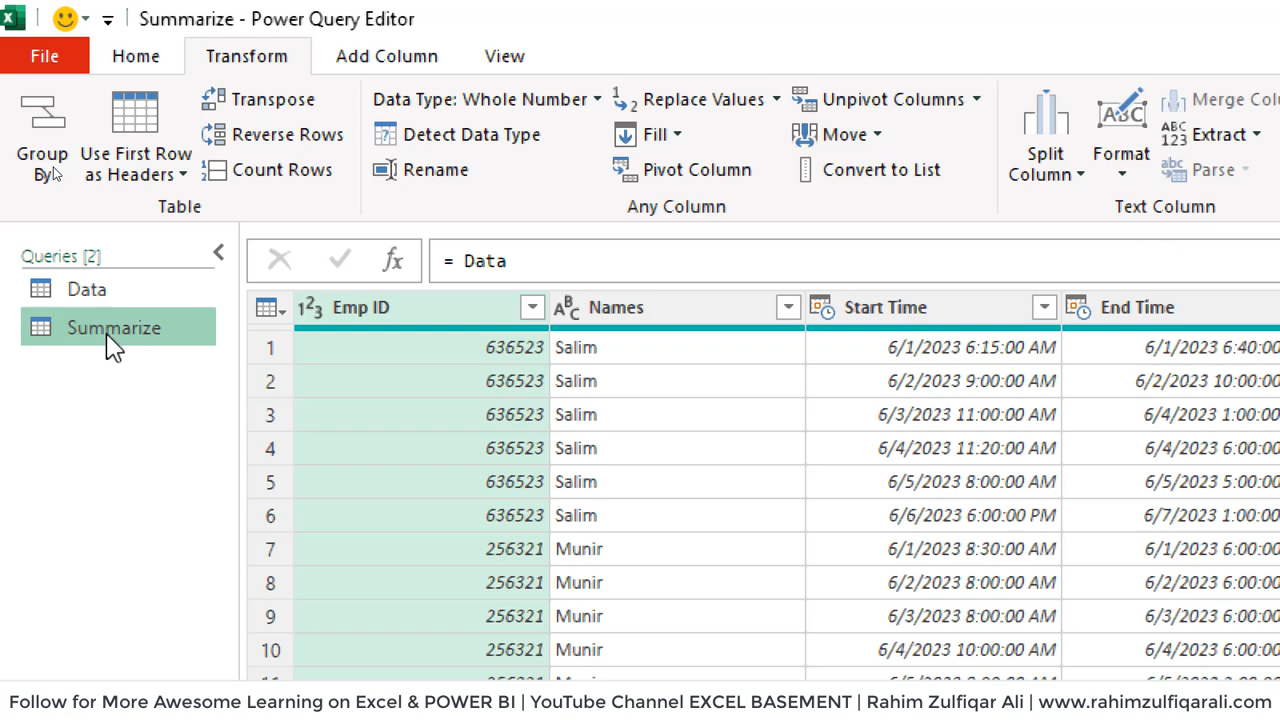 Summarize - Power Query Editor
File Home Transform Add Column View
Group By
Use First Row as Headers
Transpose
Reverse Rows
Count Rows
Table
Data Type: Whole Number
Detect Data Type
Rename
Replace Values
Fill
Pivot Column
Unpivot Columns
Move
Convert to List
Any Column
Split Column
ABC
Format
Merge Colu
ABC 123 Extract
abc Parse
Text Column
Queries [2]
Data
Summarize
fx = Data
1 2 3 Emp ID ABC Names Start Time End Time
1 636523 Salim 6/1/2023 6:15:00 AM 6/1/2023 6:40:00
2 636523 Salim 6/2/2023 9:00:00 AM 6/2/2023 10:00:00
3 636523 Salim 6/3/2023 11:00:00 AM 6/4/2023 1:00:00
4 636523 Salim 6/4/2023 11:20:00 AM 6/4/2023 6:00:00
5 636523 Salim 6/5/2023 8:00:00 AM 6/5/2023 5:00:00
6 636523 Salim 6/6/2023 6:00:00 PM 6/7/2023 1:00:00
7 256321 Munir 6/1/2023 8:30:00 AM 6/1/2023 6:00:00
8 256321 Munir 6/2/2023 8:00:00 AM 6/2/2023 6:00:00
9 256321 Munir 6/3/2023 8:00:00 AM 6/3/2023 6:00:00
10 256321 Munir 6/4/2023 10:00:00 AM 6/4/2023 6:00:00
Follow for More Awesome Learning on Excel & POWER BI | YouTube Channel EXCEL BASEMENT | Rahim Zulfiqar Ali | www.rahimzulfiqarali.com